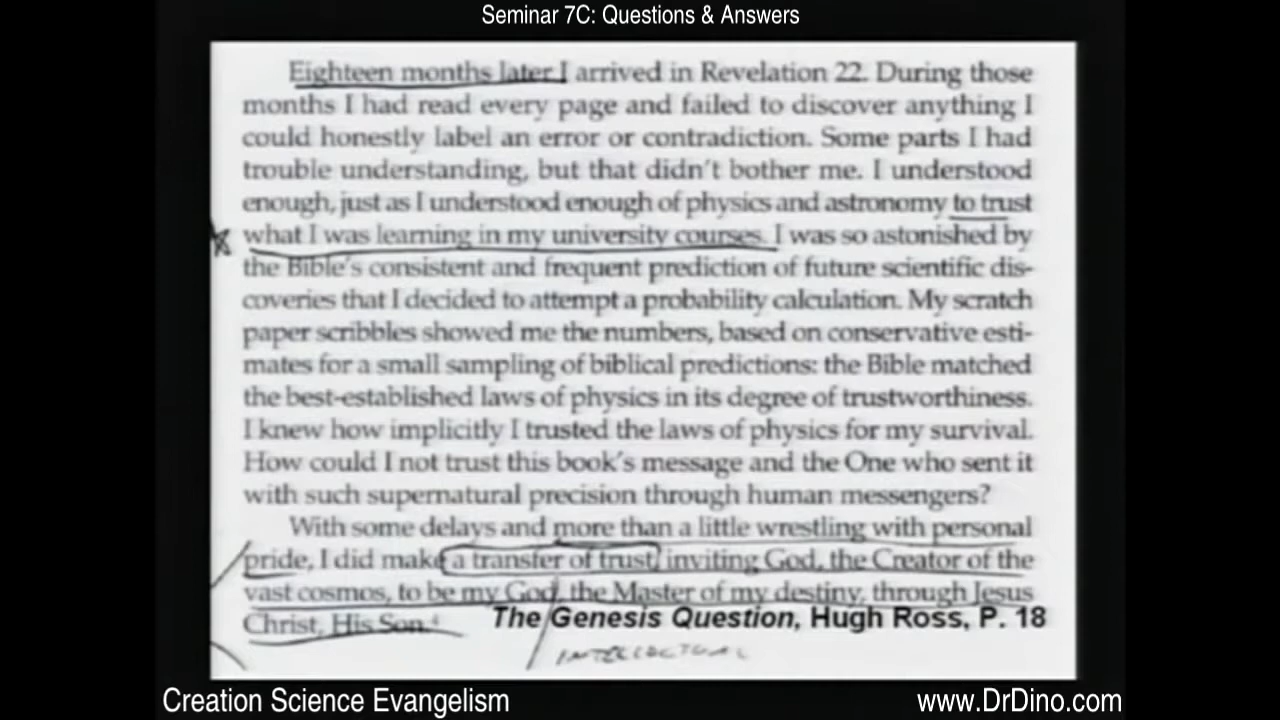 Seminar 7C: Questions & Answers
Eighteen months later I arrived in Revelation 22. During those
months I had read every page and failed to discover anything I
could honestly label an error or contradiction. Some parts I had
trouble understanding, but that didn't bother me. I understood
enough, just as I understood enough of physics and astronomy to trust
what I was learning in my university courses. I was so astonished by
the Bible's consistent and frequent prediction of future scientific dis-
coveries that I decided to attempt a probability calculation. My scratch
paper scribbles showed me the numbers, based on conservative esti-
mates for a small sampling of biblical predictions: the Bible matched
the best-established laws of physics in its degree of trustworthiness.
I knew how implicitly I trusted the laws of physics for my survival.
How could I not trust this book's message and the One who sent it
with such supernatural precision through human messengers?
With some delays and more than a little wrestling with personal
pride, I did make a transfer of trust, inviting God, the Creator of the
vast cosmos, to be my God, the Master of my destiny, through Jesus
Christ, His Son.4
The Genesis Question, Hugh Ross, P. 18
INTELLECTUAL
Creation Science Evangelism
www.DrDino.com